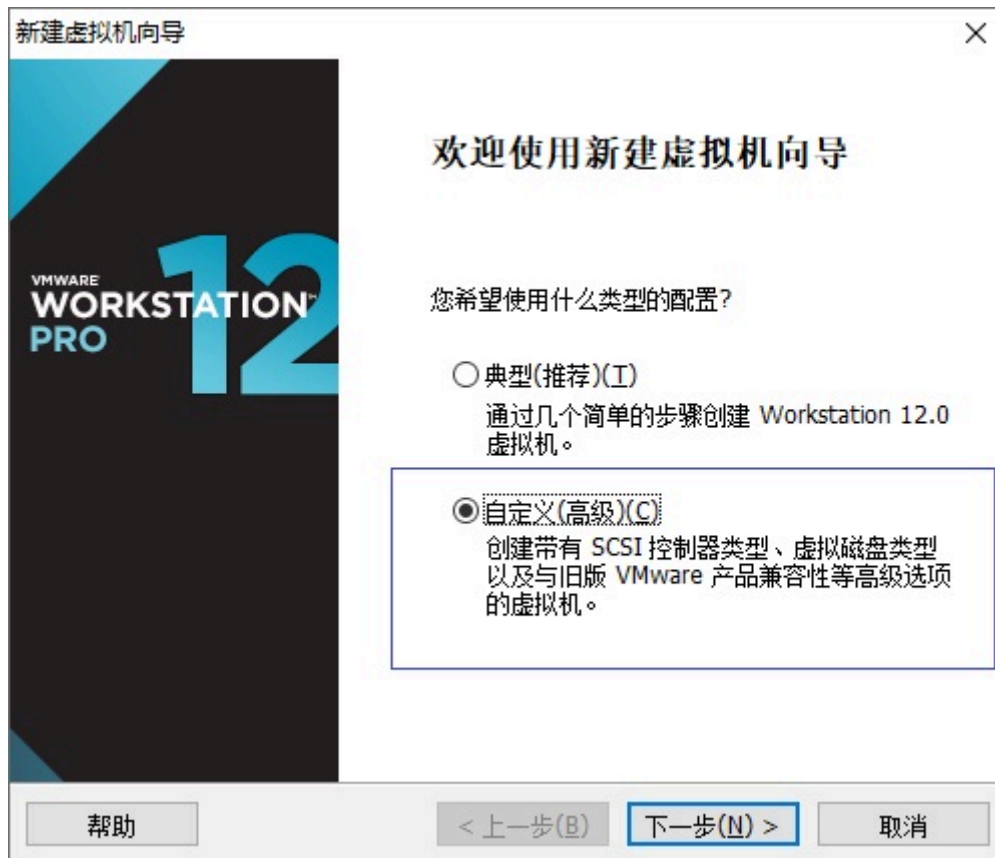 新建虚拟机向导
VMWARE
WORKSTATION™
PRO
12
欢迎使用新建虚拟机向导
您希望使用什么类型的配置?
典型(推荐)(T)
通过几个简单的步骤创建 Workstation 12.0
虚拟机。
自定义(高级)(C)
创建带有 SCSI 控制器类型、虚拟磁盘类型
以及与旧版 VMware 产品兼容性等高级选项
的虚拟机。
帮助
< 上一步(B)
下一步(N) >
取消